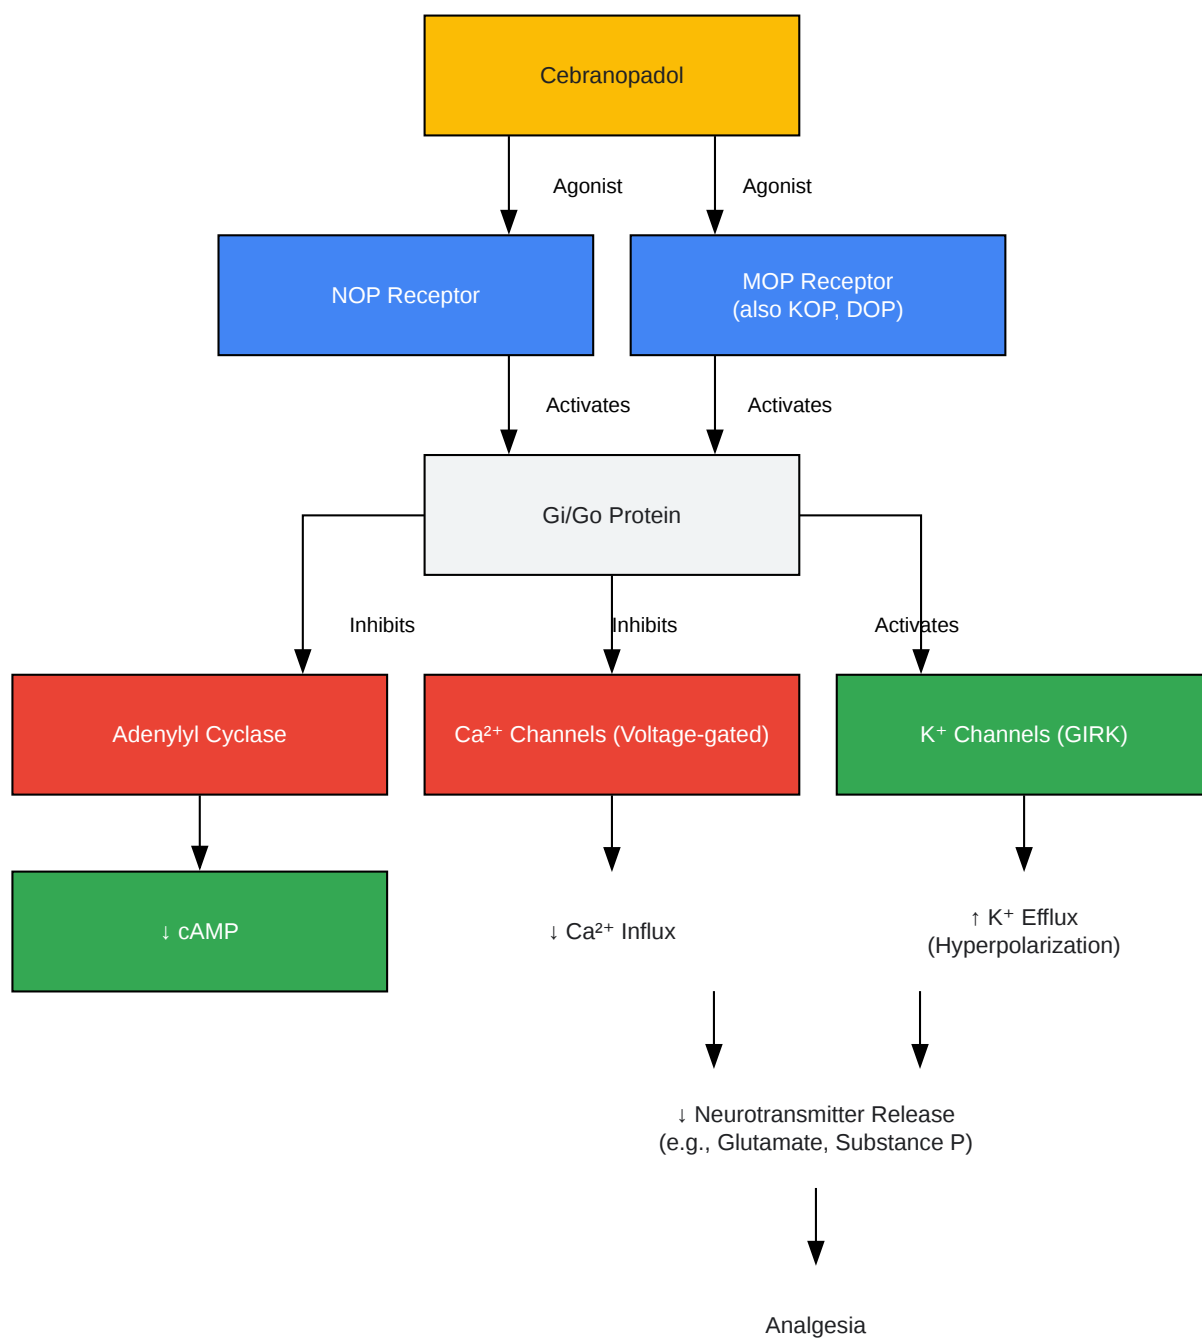 Cebranopadol
Agonist
Agonist
NOP Receptor
MOP Receptor
(also KOP, DOP)
Activates
Activates
Gi/Go Protein
Inhibits
Inhibits
Activates
Adenylyl Cyclase
Ca²⁺ Channels (Voltage-gated)
K⁺ Channels (GIRK)
↓ cAMP
↓ Ca²⁺ Influx
↑ K⁺ Efflux
(Hyperpolarization)
↓ Neurotransmitter Release
(e.g., Glutamate, Substance P)
Analgesia